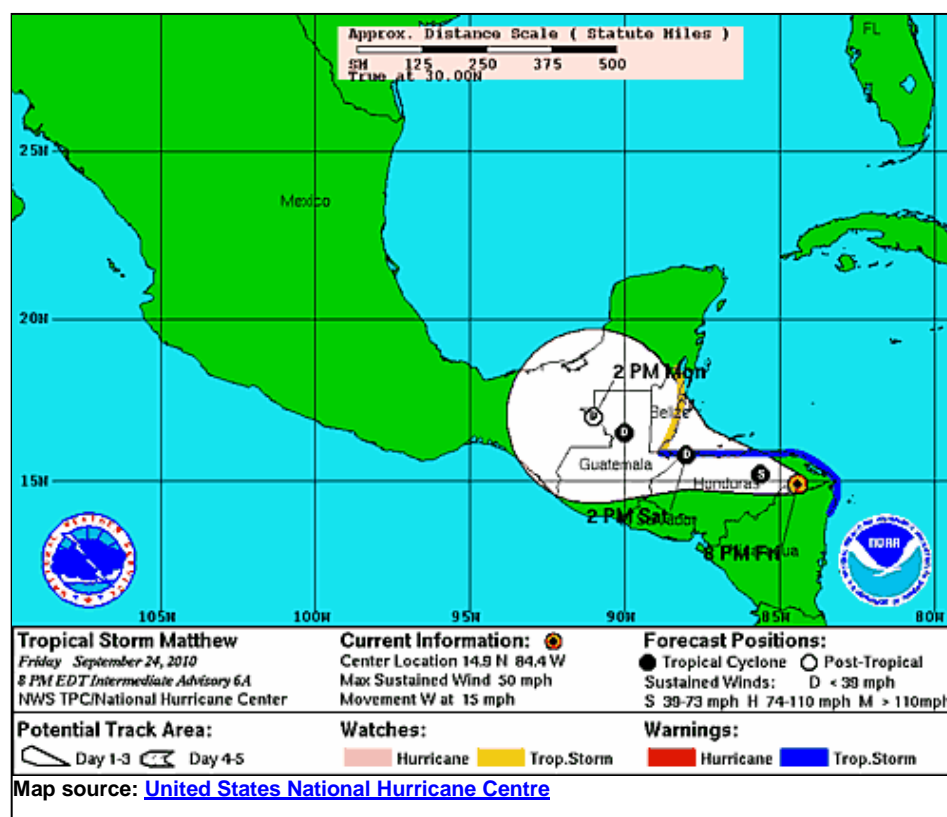 Approx. Distance Scale ( Statute Miles )
SM 125 250 375 500
True at 30.00N
FL
25N
Mexico
20N
2 PM Mon
D
D
Belize
Guatemala
D
S
15N
Honduras
2 PM Sat
8 PM Fri
NOAA
105W 100W 95W 90W 85W 80W
Tropical Storm Matthew
Friday September 24, 2010
8 PM EDT Intermediate Advisory 6A
NWS TPC/National Hurricane Center
Current Information:
Center Location 14.9 N 84.4 W
Max Sustained Wind 50 mph
Movement W at 15 mph
Forecast Positions:
Tropical Cyclone Post-Tropical
Sustained Winds: D < 39 mph
S 39-73 mph H 74-110 mph M > 110mph
Potential Track Area:
Day 1-3 Day 4-5
Watches:
Hurricane Trop.Storm
Warnings:
Hurricane Trop.Storm
Map source: United States National Hurricane Centre